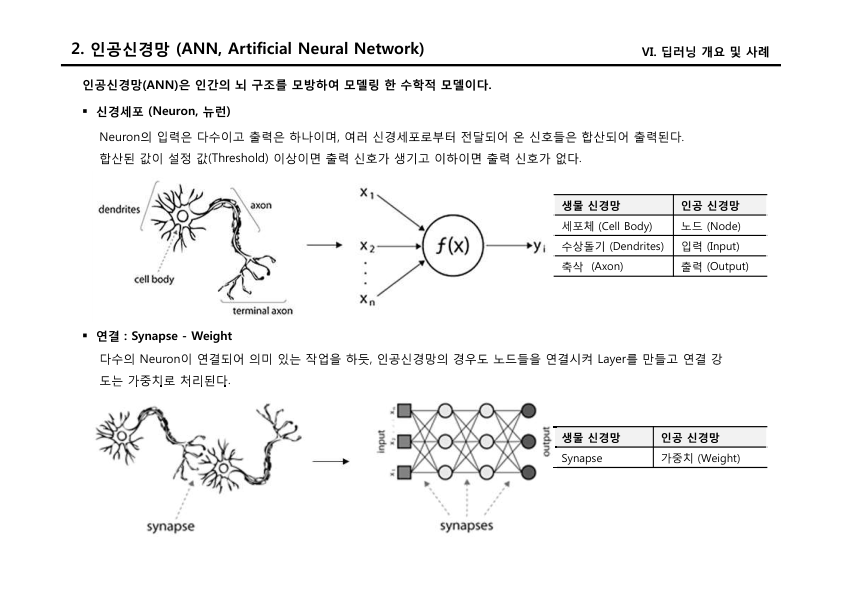 2. 인공신경망 (ANN, Artificial Neural Network)
VI. 딥러닝 개요 및 사례
인공신경망(ANN)은 인간의 뇌 구조를 모방하여 모델링 한 수학적 모델이다.
▪ 신경세포 (Neuron, 뉴런)
Neuron의 입력은 다수이고 출력은 하나이며, 여러 신경세포로부터 전달되어 온 신호들은 합산되어 출력된다.
합산된 값이 설정 값(Threshold) 이상이면 출력 신호가 생기고 이하이면 출력 신호가 없다.
dendrites
axon
cell body
terminal axon
x1
x2
xn
f(x)
yi
생물 신경망 인공 신경망
세포체 (Cell Body) 노드 (Node)
수상돌기 (Dendrites) 입력 (Input)
축삭 (Axon) 출력 (Output)
▪ 연결 : Synapse - Weight
다수의 Neuron이 연결되어 의미 있는 작업을 하듯, 인공신경망의 경우도 노드들을 연결시켜 Layer를 만들고 연결 강
도는 가중치로 처리된다.
synapse
input
output
synapses
생물 신경망 인공 신경망
Synapse 가중치 (Weight)